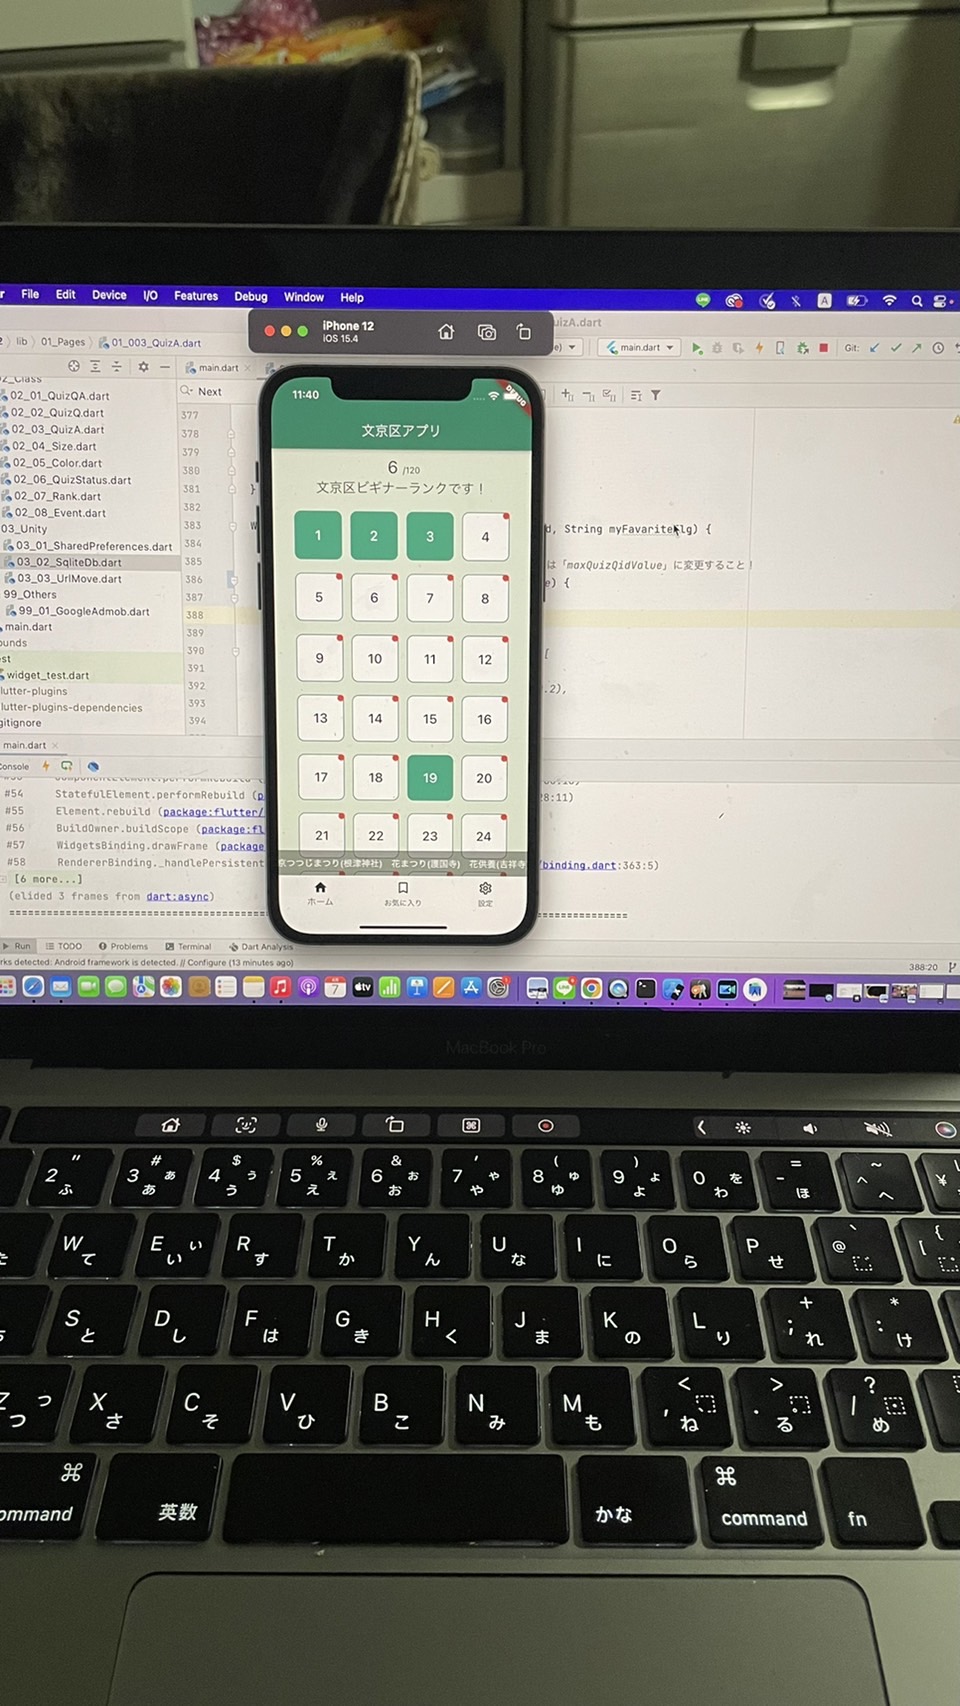 File Edit Device I/O Features Debug Window Help
A
iPhone 12
iOS 15.4
uizA.dart
lib 01_Pages 01_003_QuizA.dart
main.dart
Git:
main.dart
Next
02_01_QuizQA.dart
02_02_QuizQ.dart
02_03_QuizA.dart
02_04_Size.dart
02_05_Color.dart
02_06_QuizStatus.dart
02_07_Rank.dart
02_08_Event.dart
03_Unity
03_01_SharedPreferences.dart
03_02_SqliteDb.dart
03_03_UrlMove.dart
99_Others
99_01_GoogleAdmob.dart
main.dart
ounds
est
widget_test.dart
lutter-plugins
lutter-plugins-dependencies
gitignore
377
378
379
380
381 }
382
383 W
384
385
386
387
388
389
390
391
392
393
394
d, String myFavariteFlg) {
は「maxQuizQidValue」に変更すること!
e) {
[
.2),
11:40
DEBUG
文京区アプリ
6 /120
文京区ビギナーランクです!
1 2 3 4
5 6 7 8
9 10 11 12
13 14 15 16
17 18 19 20
21 22 23 24
京つつじまつり(根津神社) 花まつり(護国寺) 花供養(吉祥寺
ホーム お気に入り 設定
main.dart
Console
#54 StatefulElement.performRebuild (p
28:11)
#55 Element.rebuild (package:flutter/
#56 BuildOwner.buildScope (package:fl
#57 WidgetsBinding.drawFrame (package
#58 RendererBinding._handlePersistent
/binding.dart:363:5)
[6 more...]
(elided 3 frames from dart:async)
Run TODO Problems Terminal Dart Analysis
rks detected: Android framework is detected. // Configure (13 minutes ago)
388:20
7
tv
MacBook Pro
" 2 ふ
# 3 ぁ あ
$ 4 ぅ う
% 5 ぇ え
& 6 ぉ お
' 7 ゃ や
( 8 ゅ ゆ
) 9 ょ よ
0 を わ
= - ほ
~ ^ へ
¥
W て
E ぃ い
R す
T か
Y ん
U な
I に
O ら
P せ
` @
{ [
S と
D し
F は
G き
H く
J ま
K の
L り
+ ; れ
* : け
Z っ つ
X さ
C そ
V ひ
B こ
N み
M も
< , ね
> . る
? / め
⌘
ommand
英数
かな
⌘
command
fn